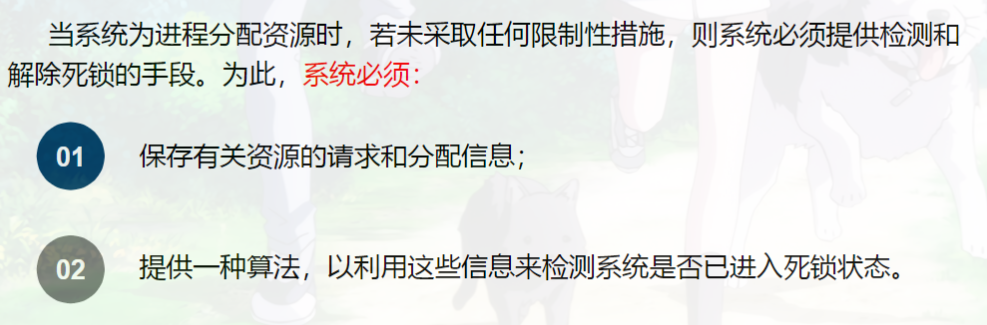 当系统为进程分配资源时，若未采取任何限制性措施，则系统必须提供检测和
解除死锁的手段。为此，系统必须：
01 保存有关资源的请求和分配信息；
02 提供一种算法，以利用这些信息来检测系统是否已进入死锁状态。